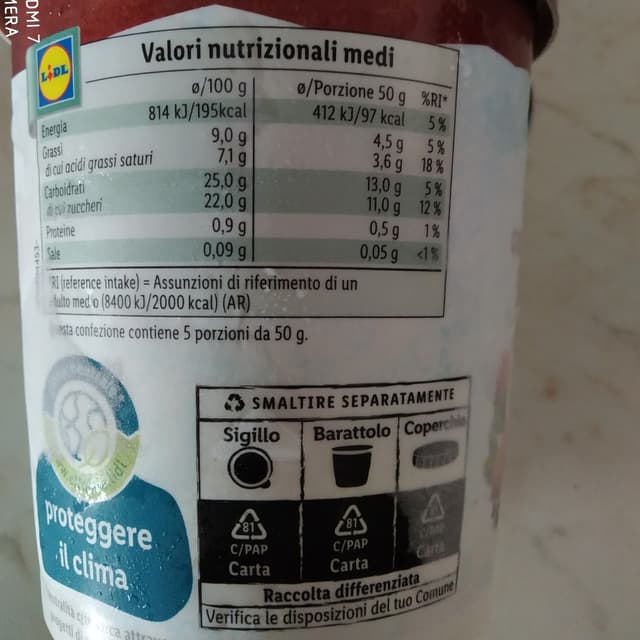 LIDL
Valori nutrizionali medi
ø/100 g ø/Porzione 50 g %RI*
Energia 814 kJ/195kcal 412 kJ/97 kcal 5%
Grassi 9,0 g 4,5 g 5%
di cui acidi grassi saturi 7,1 g 3,6 g 18%
Carboidrati 25,0 g 13,0 g 5%
di cui zuccheri 22,0 g 11,0 g 12%
Proteine 0,9 g 0,5 g 1%
Sale 0,09 g 0,05 g <1%
RI (reference intake) = Assunzioni di riferimento di un
medio (8400 kJ/2000 kcal) (AR)
confezione contiene 5 porzioni da 50 g.
SMALTIRE SEPARATAMENTE
Sigillo Barattolo Coperchio
81 81
C/PAP C/PAP
Carta Carta Carta
Raccolta differenziata
Verifica le disposizioni del tuo Comune
proteggere
il clima